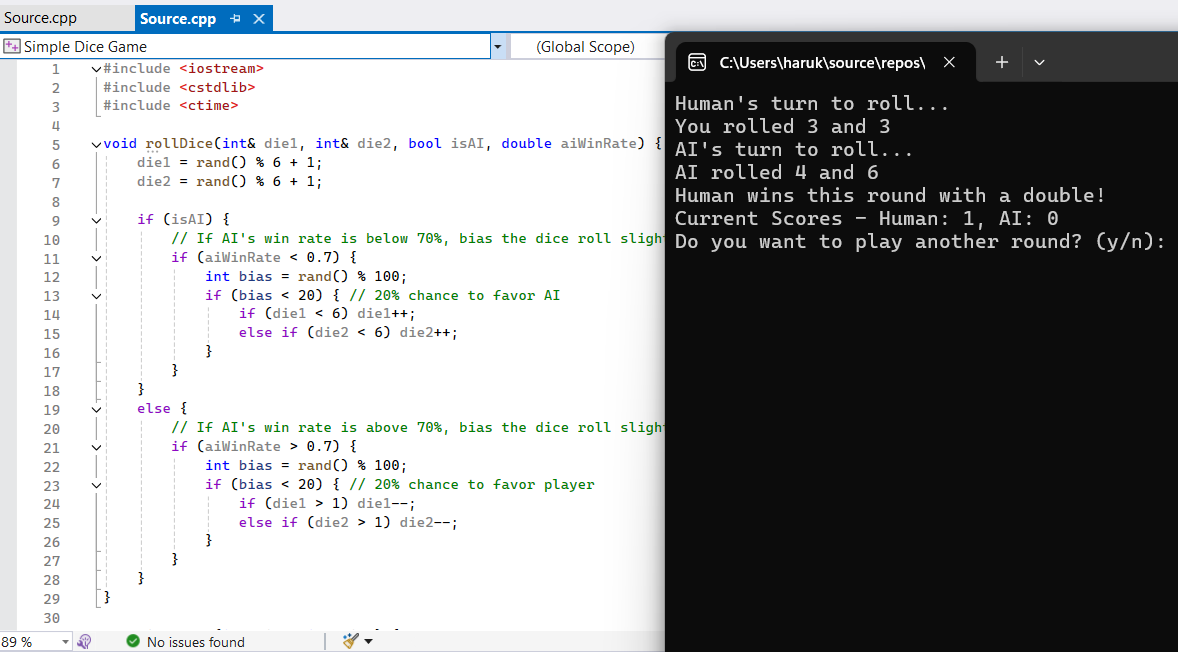 Source.cpp
Source.cpp
Simple Dice Game
(Global Scope)
1 #include <iostream>
2 #include <cstdlib>
3 #include <ctime>
4
5 void rollDice(int& die1, int& die2, bool isAI, double aiWinRate) {
6 die1 = rand() % 6 + 1;
7 die2 = rand() % 6 + 1;
8
9 if (isAI) {
10 // If AI's win rate is below 70%, bias the dice roll sligh
11 if (aiWinRate < 0.7) {
12 int bias = rand() % 100;
13 if (bias < 20) { // 20% chance to favor AI
14 if (die1 < 6) die1++;
15 else if (die2 < 6) die2++;
16 }
17 }
18 }
19 else {
20 // If AI's win rate is above 70%, bias the dice roll sligh
21 if (aiWinRate > 0.7) {
22 int bias = rand() % 100;
23 if (bias < 20) { // 20% chance to favor player
24 if (die1 > 1) die1--;
25 else if (die2 > 1) die2--;
26 }
27 }
28 }
29 }
30
89 %
No issues found
C:\Users\haruk\source\repos\
Human's turn to roll...
You rolled 3 and 3
AI's turn to roll...
AI rolled 4 and 6
Human wins this round with a double!
Current Scores - Human: 1, AI: 0
Do you want to play another round? (y/n):